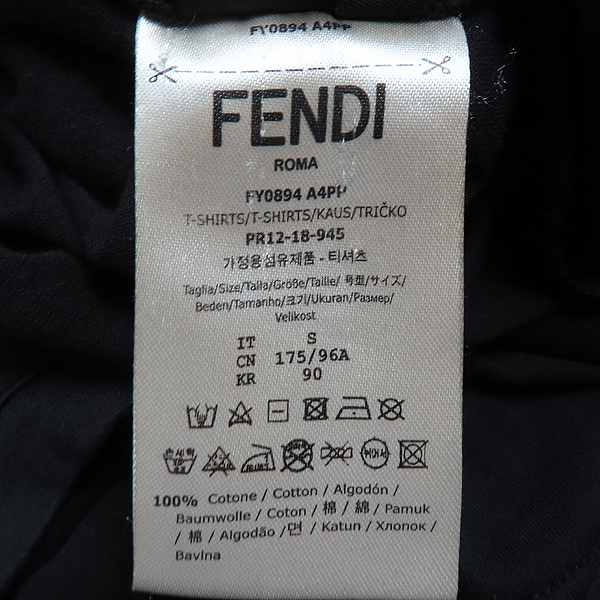 FY0894 A4PP
FENDI
ROMA
FY0894 A4PP
T-SHIRTS/T-SHIRTS/KAUS/TRIČKO
PR12-18-945
가정용섬유제품 - 티셔츠
Taglia/Size/Talla/Größe/Taille/ 号型/サイズ/
Beden/Tamanho/크기/Ukuran/Размер/
Velikost
IT S
CN 175/96A
KR 90
손세탁
100% Cotone / Cotton / Algodón /
Baumwolle / Coton / 棉 / 綿 / Pamuk
/ 棉 / Algodão /면 / Katun / Хлопок /
Bavlna